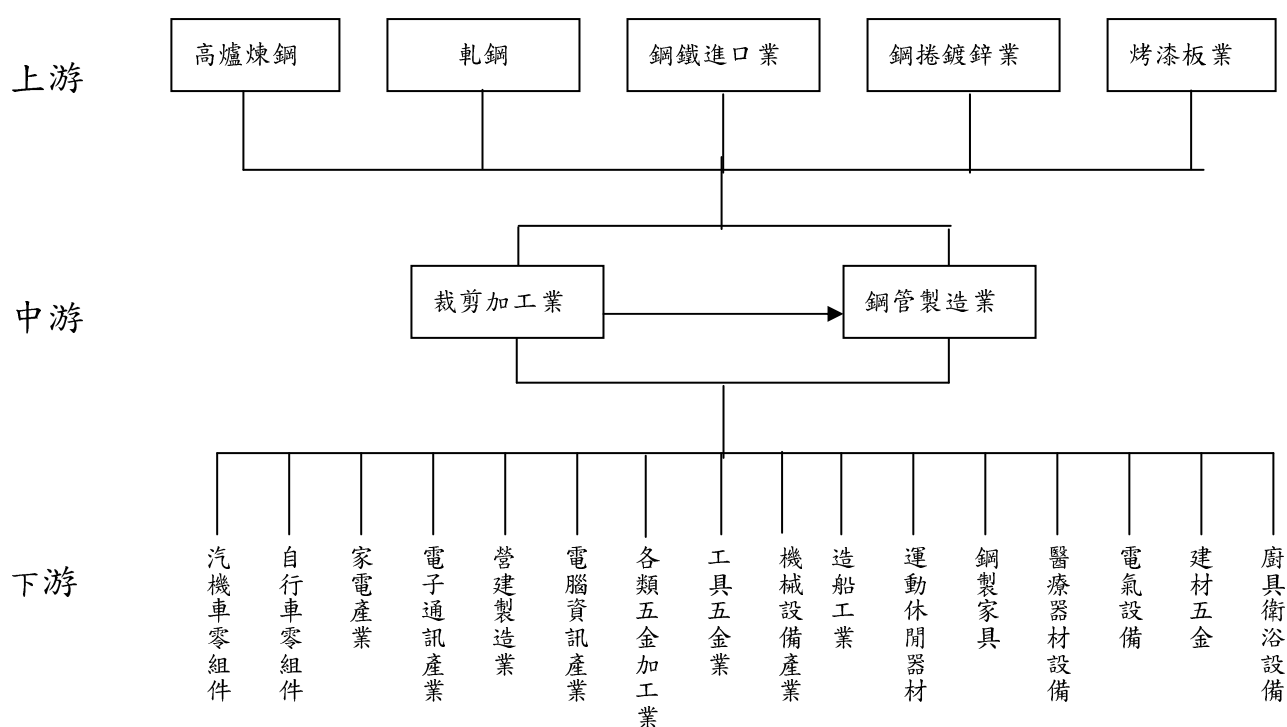 上游
高爐煉鋼
軋鋼
鋼鐵進口業
鋼捲鍍鋅業
烤漆板業
中游
裁剪加工業
鋼管製造業
下游
汽機車零組件
自行車零組件
家電產業
電子通訊產業
營建製造業
電腦資訊產業
各類五金加工業
工具五金業
機械設備產業
造船工業
運動休閒器材
鋼製家具
醫療器材設備
電氣設備
建材五金
廚具衛浴設備